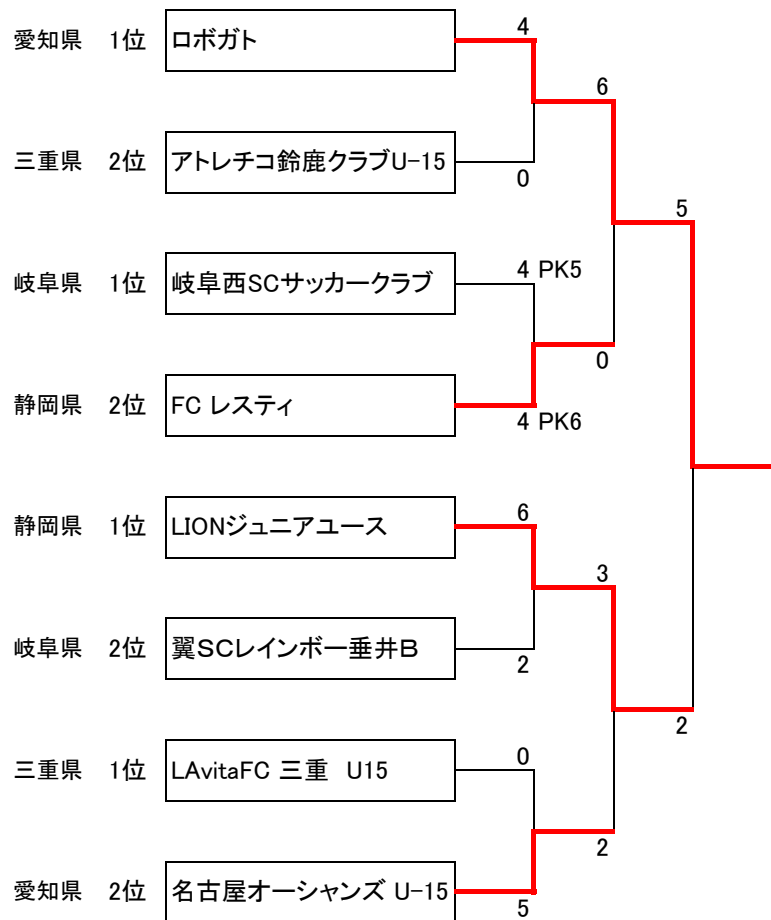 愛知県 1位 ロボガト 4
6
三重県 2位 アトレチコ鈴鹿クラブU-15 0
5
岐阜県 1位 岐阜西SCサッカークラブ 4 PK5
0
静岡県 2位 FC レスティ 4 PK6
静岡県 1位 LIONジュニアユース 6
3
岐阜県 2位 翼SCレインボー垂井B 2
2
三重県 1位 LAvitaFC 三重 U15 0
2
愛知県 2位 名古屋オーシャンズ U-15 5